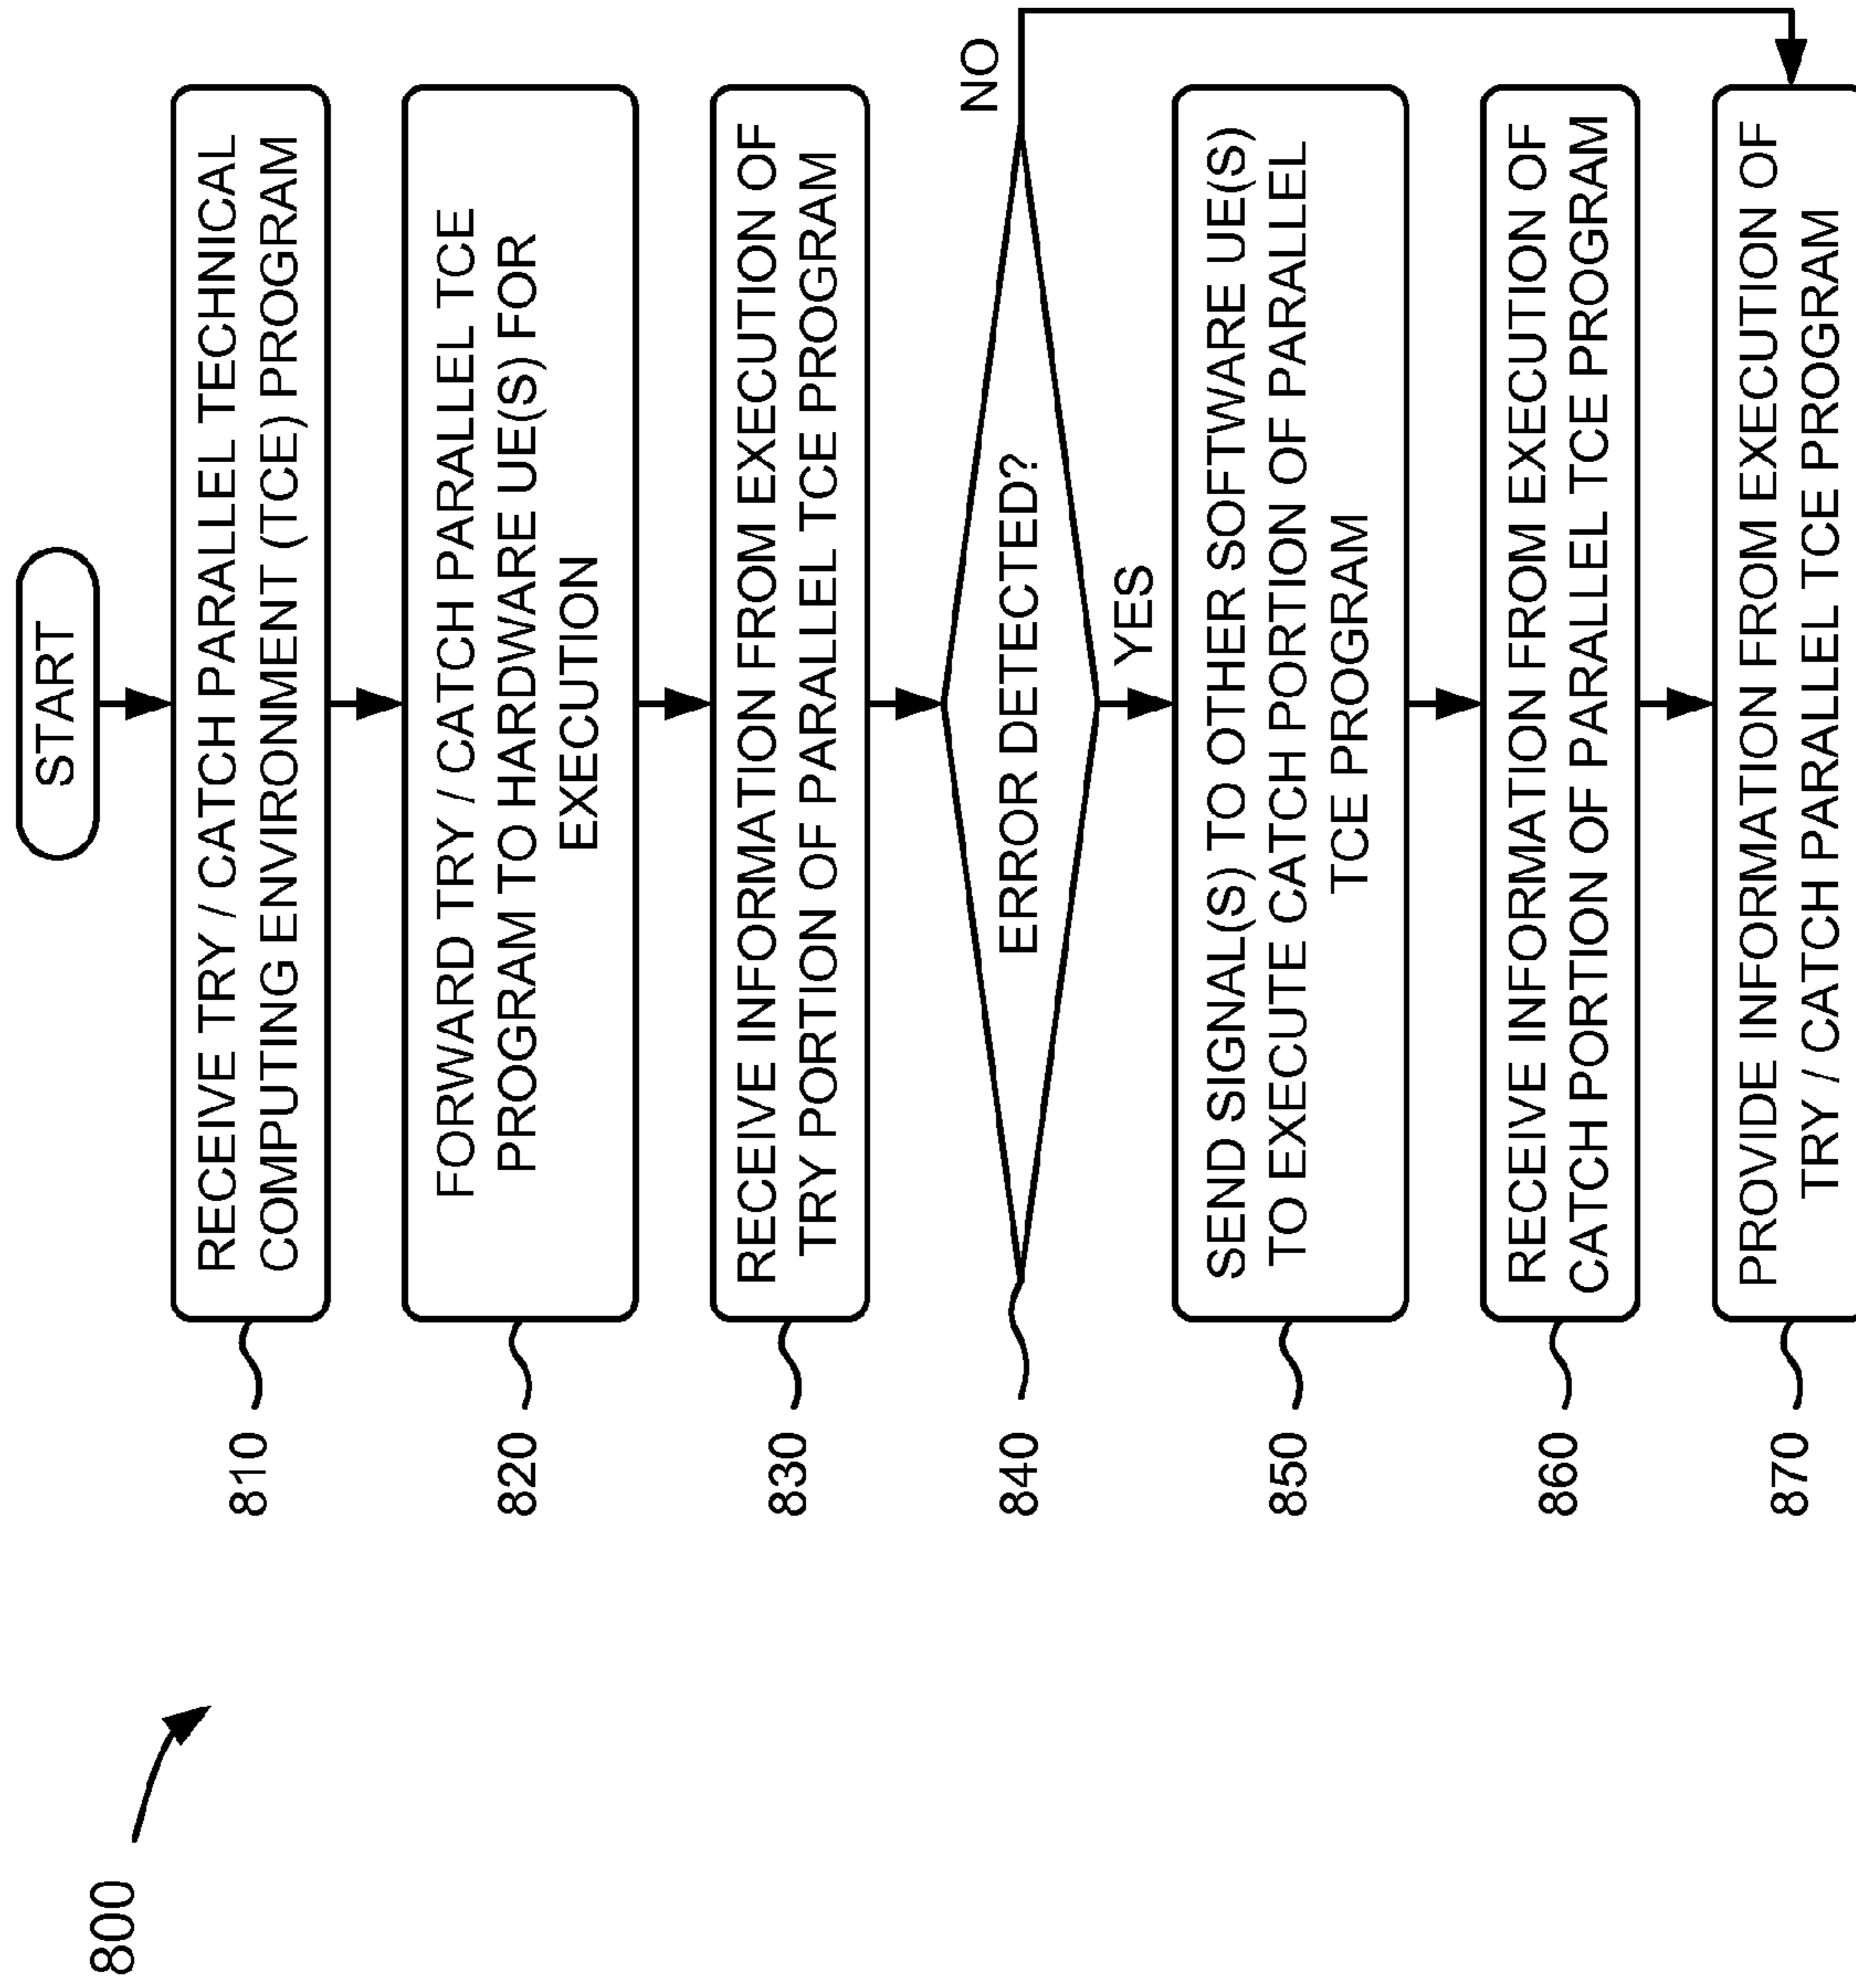 800
START
810
RECEIVE TRY / CATCH PARALLEL TECHNICAL
COMPUTING ENVIRONMENT (TCE) PROGRAM
820
FORWARD TRY / CATCH PARALLEL TCE
PROGRAM TO HARDWARE UE(S) FOR
EXECUTION
830
RECEIVE INFORMATION FROM EXECUTION OF
TRY PORTION OF PARALLEL TCE PROGRAM
840
ERROR DETECTED?
NO
YES
850
SEND SIGNAL(S) TO OTHER SOFTWARE UE(S)
TO EXECUTE CATCH PORTION OF PARALLEL
TCE PROGRAM
860
RECEIVE INFORMATION FROM EXECUTION OF
CATCH PORTION OF PARALLEL TCE PROGRAM
870
PROVIDE INFORMATION FROM EXECUTION OF
TRY / CATCH PARALLEL TCE PROGRAM